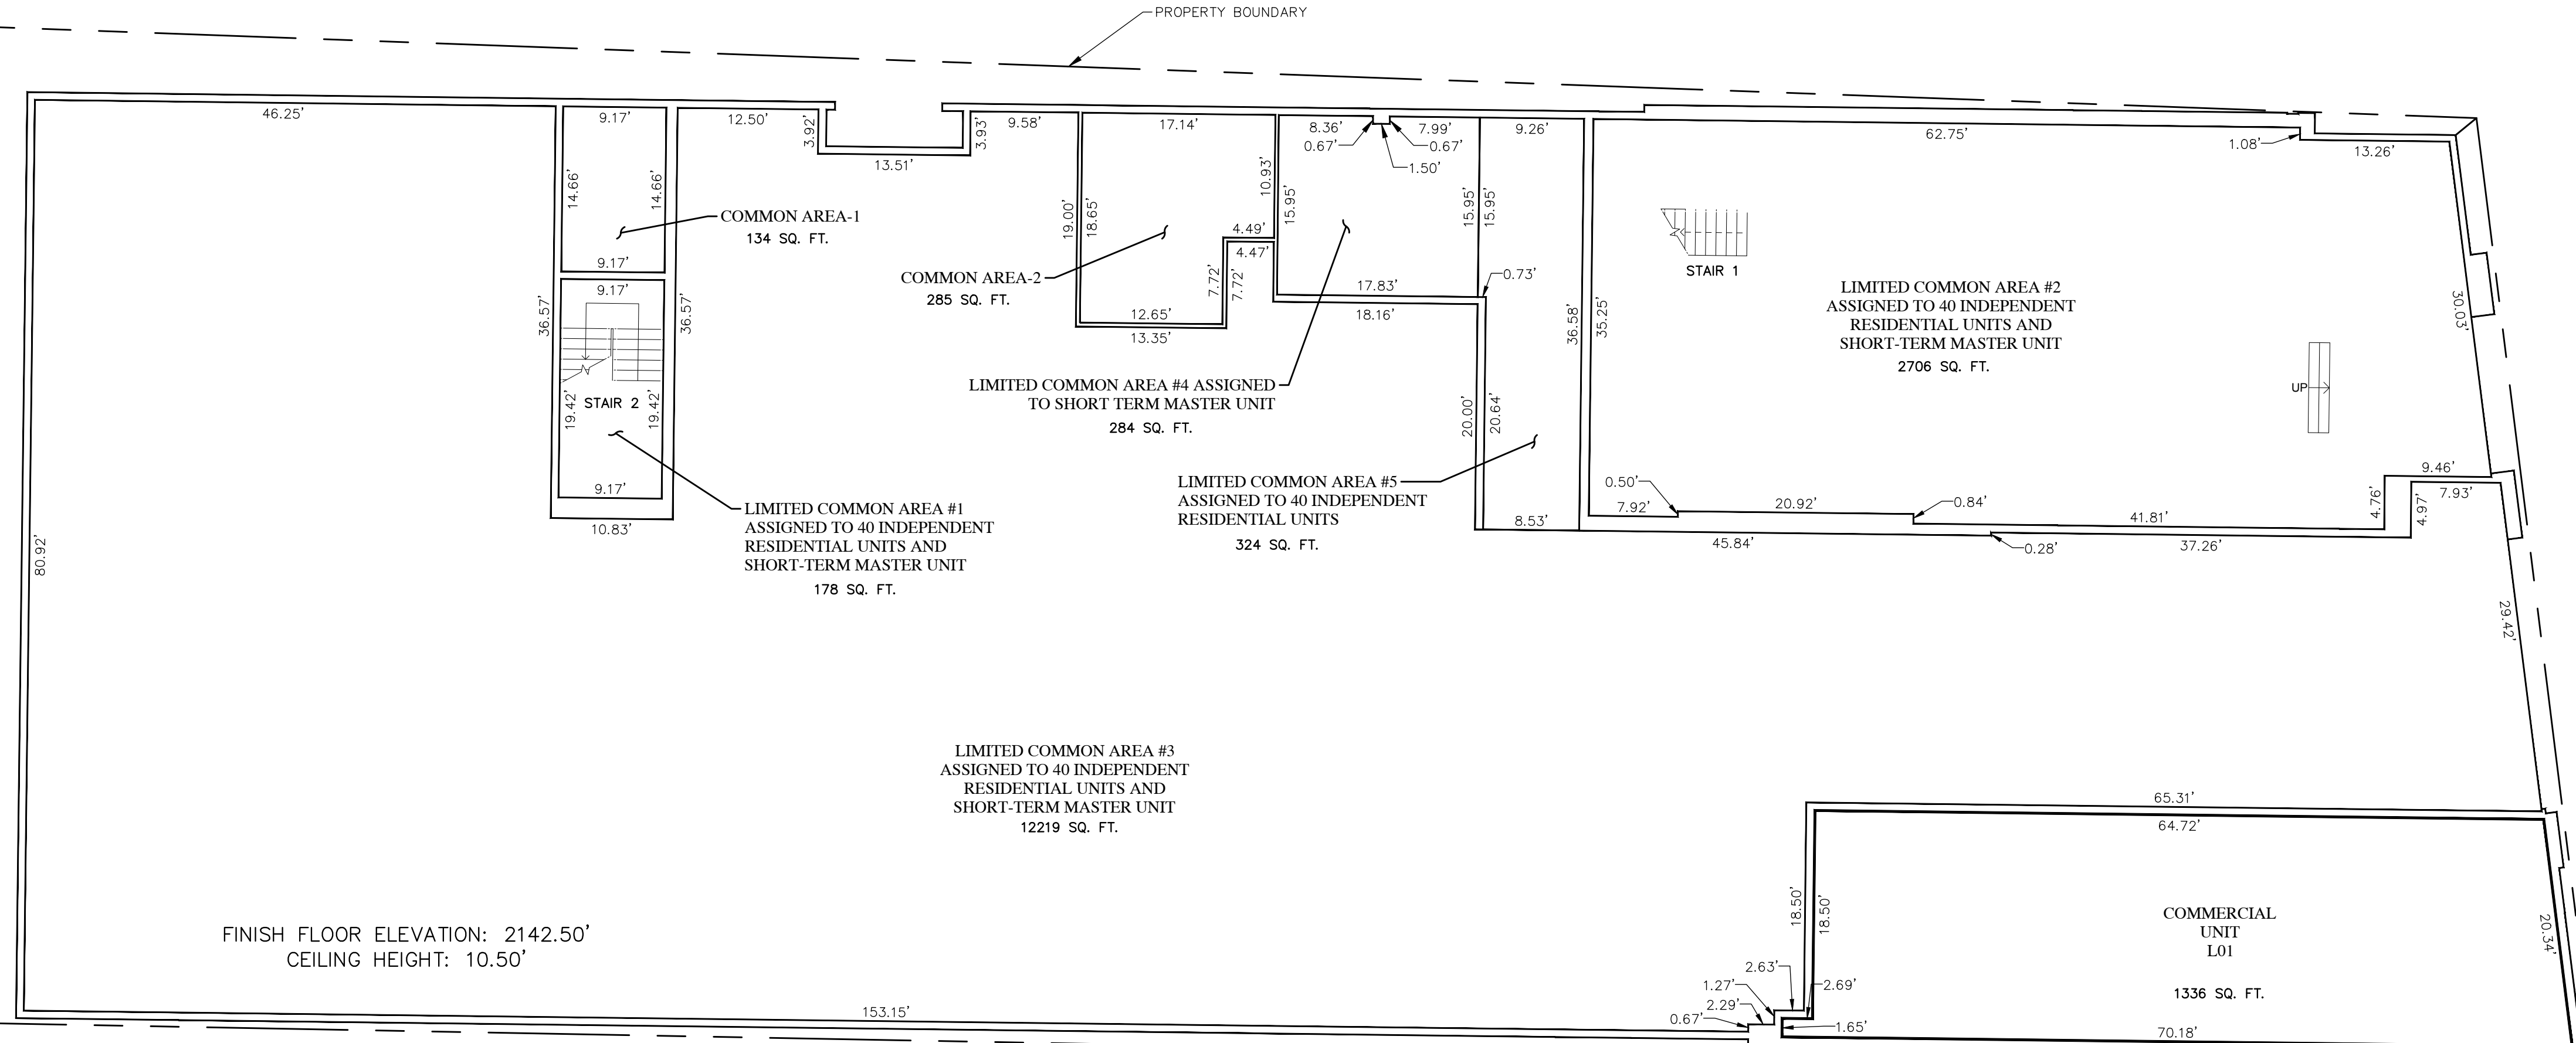 PROPERTY BOUNDARY
46.25'
9.17'
12.50'
3.92'
13.51'
3.93'
9.58'
17.14'
8.36'
0.67'
7.99'
0.67'
1.50'
9.26'
62.75'
1.08'
13.26'
14.66'
14.66'
COMMON AREA-1
134 SQ. FT.
9.17'
9.17'
36.57'
36.57'
STAIR 2
19.42'
19.42'
9.17'
10.83'
19.00'
18.65'
10.93'
15.95'
4.49'
4.47'
7.72'
7.72'
COMMON AREA-2
285 SQ. FT.
12.65'
13.35'
15.95'
15.95'
0.73'
17.83'
18.16'
20.00'
20.64'
36.58'
35.25'
STAIR 1
LIMITED COMMON AREA #2
ASSIGNED TO 40 INDEPENDENT
RESIDENTIAL UNITS AND
SHORT-TERM MASTER UNIT
2706 SQ. FT.
UP
30.03'
LIMITED COMMON AREA #4 ASSIGNED
TO SHORT TERM MASTER UNIT
284 SQ. FT.
LIMITED COMMON AREA #5
ASSIGNED TO 40 INDEPENDENT
RESIDENTIAL UNITS
324 SQ. FT.
LIMITED COMMON AREA #1
ASSIGNED TO 40 INDEPENDENT
RESIDENTIAL UNITS AND
SHORT-TERM MASTER UNIT
178 SQ. FT.
8.53'
0.50'
7.92'
20.92'
0.84'
41.81'
4.76'
4.97'
9.46'
7.93'
45.84'
0.28'
37.26'
29.42'
80.92'
LIMITED COMMON AREA #3
ASSIGNED TO 40 INDEPENDENT
RESIDENTIAL UNITS AND
SHORT-TERM MASTER UNIT
12219 SQ. FT.
65.31'
64.72'
18.50'
18.50'
COMMERCIAL
UNIT
L01
1336 SQ. FT.
20.34'
FINISH FLOOR ELEVATION: 2142.50'
CEILING HEIGHT: 10.50'
153.15'
2.63'
1.27'
2.29'
0.67'
2.69'
1.65'
70.18'